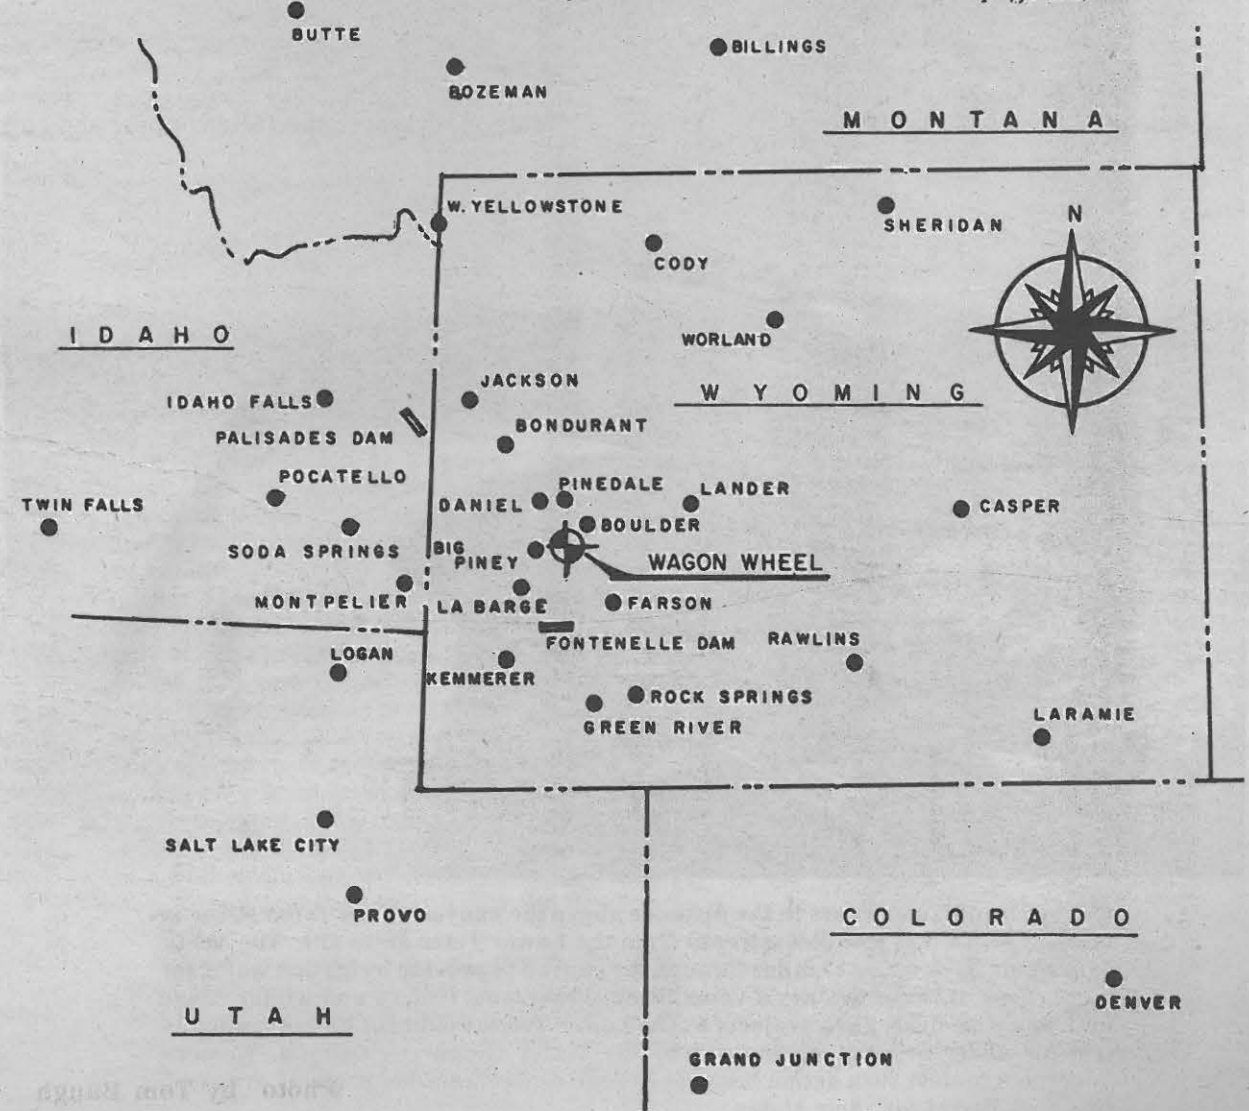 BUTTE
BILLINGS
BOZEMAN
MONTANA
W. YELLOWSTONE
SHERIDAN
N
CODY
IDAHO
WORLAND
JACKSON
WYOMING
IDAHO FALLS
BONDURANT
PALISADES DAM
POCATELLO
PINEDALE
LANDER
TWIN FALLS
DANIEL
CASPER
BOULDER
SODA SPRINGS
BIG
PINEY
WAGON WHEEL
MONTPELIER
LA BARGE
FARSON
FONTENELLE DAM
RAWLINS
LOGAN
KEMMERER
ROCK SPRINGS
GREEN RIVER
LARAMIE
SALT LAKE CITY
PROVO
COLORADO
DENVER
UTAH
GRAND JUNCTION
Photo by Tom Baugh